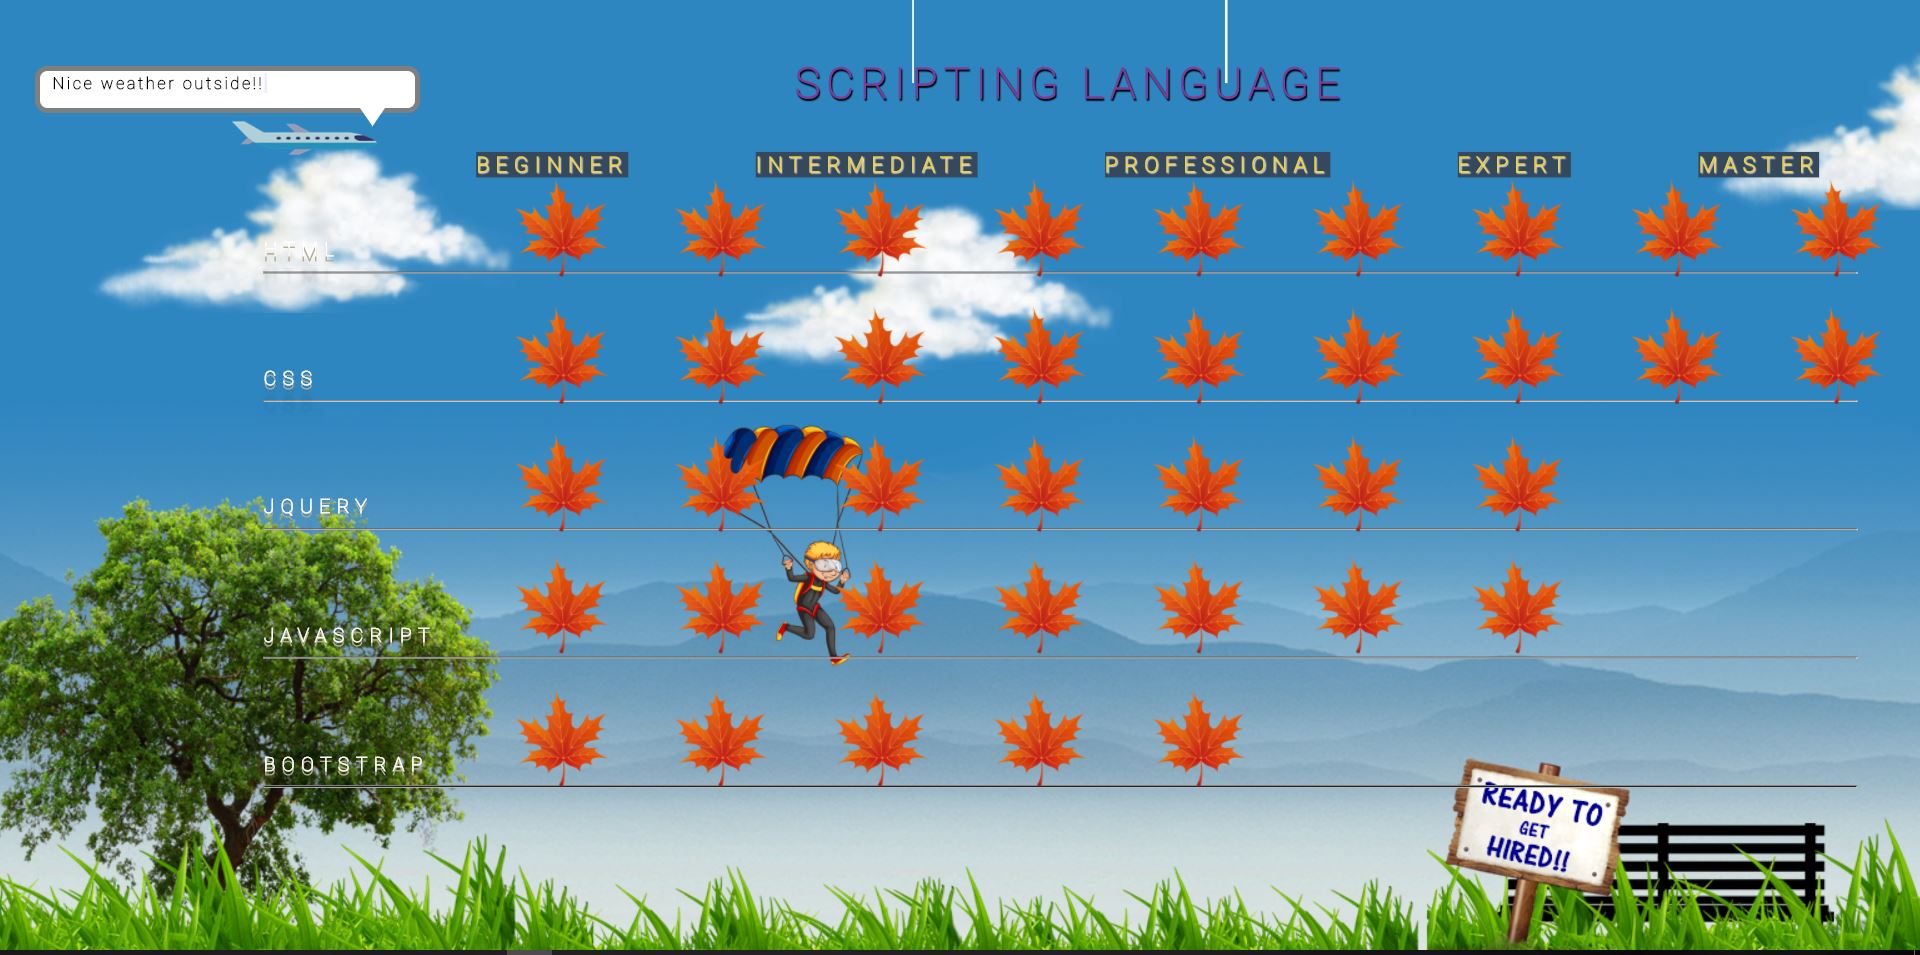 Nice weather outside!!
SCRIPTING LANGUAGE
BEGINNER INTERMEDIATE PROFESSIONAL EXPERT MASTER
HTML
CSS
JQUERY
JAVASCRIPT
BOOTSTRAP
READY TO
GET
HIRED!!